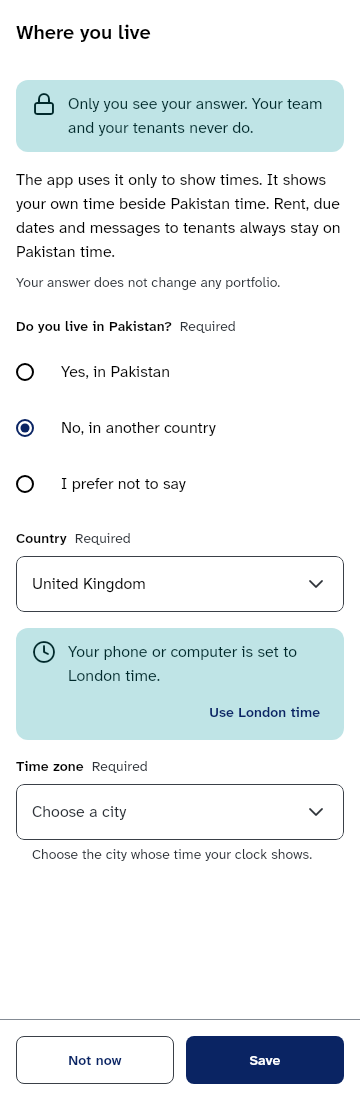 Where you live
Only you see your answer. Your team
and your tenants never do.
The app uses it only to show times. It shows
your own time beside Pakistan time. Rent, due
dates and messages to tenants always stay on
Pakistan time.
Your answer does not change any portfolio.
Do you live in Pakistan? Required
Yes, in Pakistan
No, in another country
I prefer not to say
Country Required
United Kingdom
Your phone or computer is set to
London time.
Use London time
Time zone Required
Choose a city
Choose the city whose time your clock shows.
Not now
Save